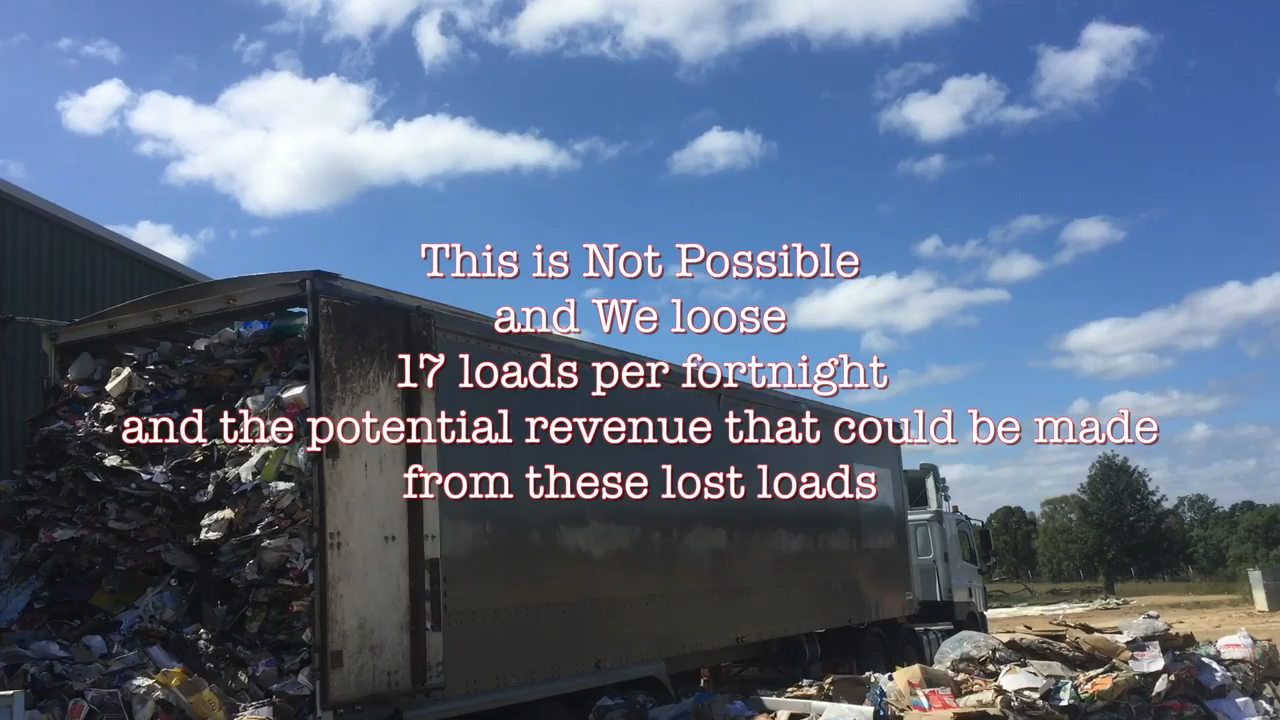 This is Not Possible
and We loose
17 loads per fortnight
and the potential revenue that could be made
from these lost loads